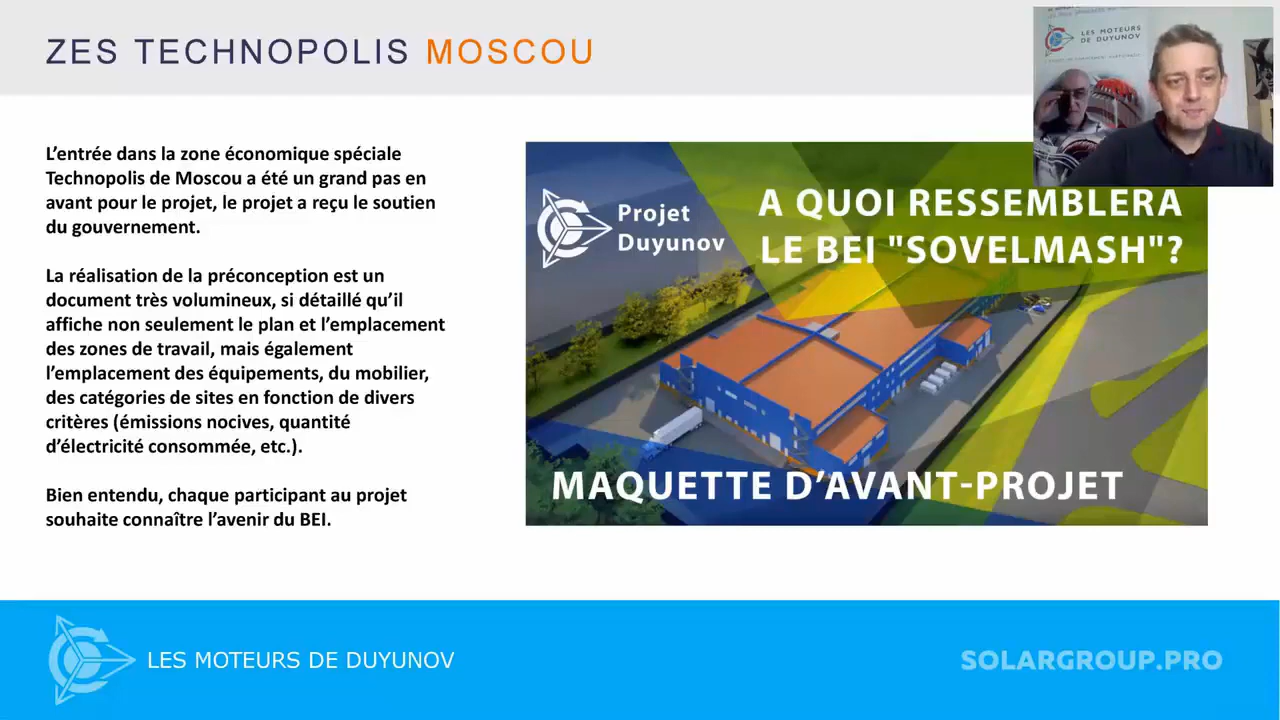 ZES TECHNOPOLIS MOSCOU
LES MOTEURS
DE DUYUNOV
L'entrée dans la zone économique spéciale
Technopolis de Moscou a été un grand pas en
avant pour le projet, le projet a reçu le soutien
du gouvernement.
La réalisation de la préconception est un
document très volumineux, si détaillé qu'il
affiche non seulement le plan et l'emplacement
des zones de travail, mais également
l'emplacement des équipements, du mobilier,
des catégories de sites en fonction de divers
critères (émissions nocives, quantité
d'électricité consommée, etc.).
Bien entendu, chaque participant au projet
souhaite connaître l'avenir du BEI.
Projet
Duyunov
A QUOI RESSEMBLERA
LE BEI "SOVELMASH"?
MAQUETTE D'AVANT-PROJET
LES MOTEURS DE DUYUNOV
SOLARGROUP.PRO